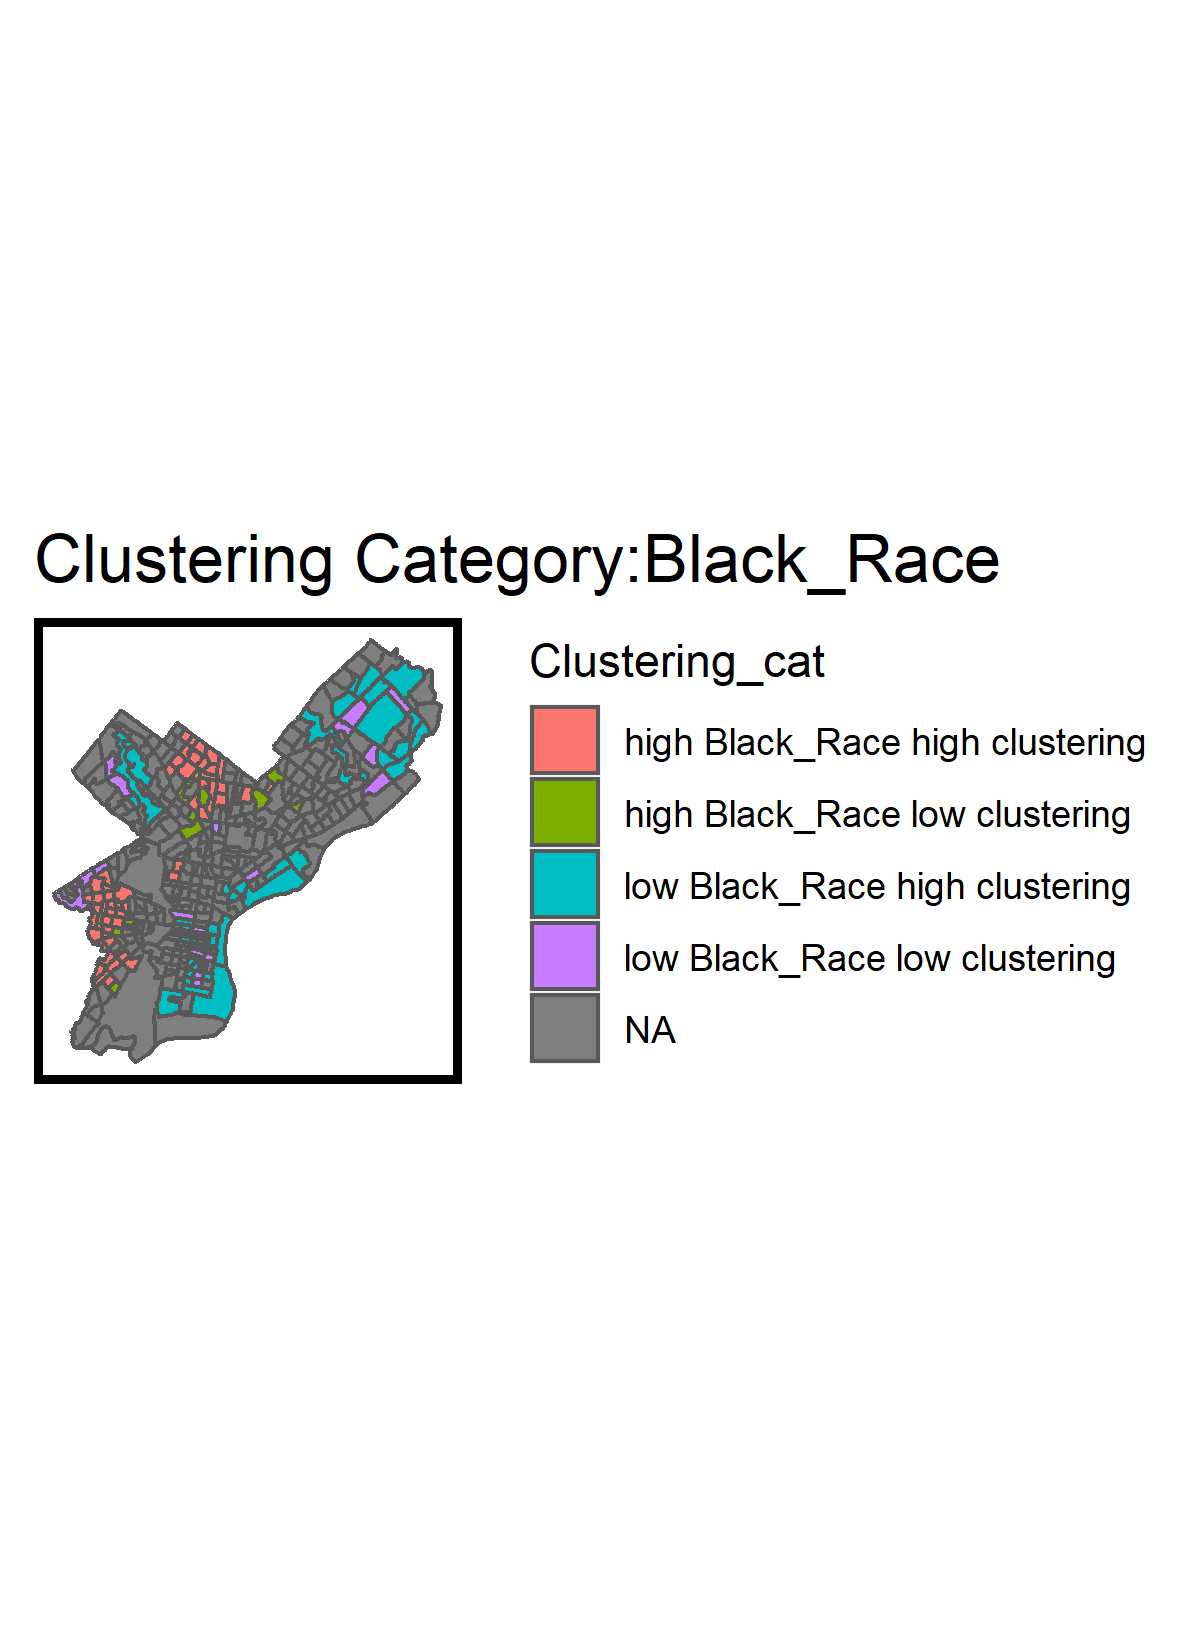 Clustering Category:Black_Race
Clustering_cat
high Black_Race high clustering
high Black_Race low clustering
low Black_Race high clustering
low Black_Race low clustering
NA